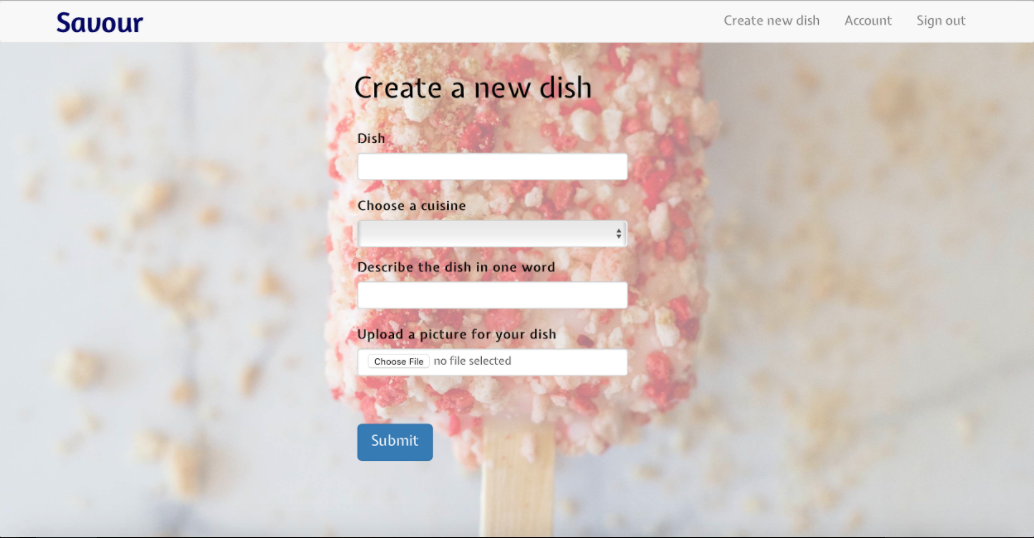 Savour
Create new dish Account Sign out
Create a new dish
Dish
Choose a cuisine
Describe the dish in one word
Upload a picture for your dish
Choose File no file selected
Submit